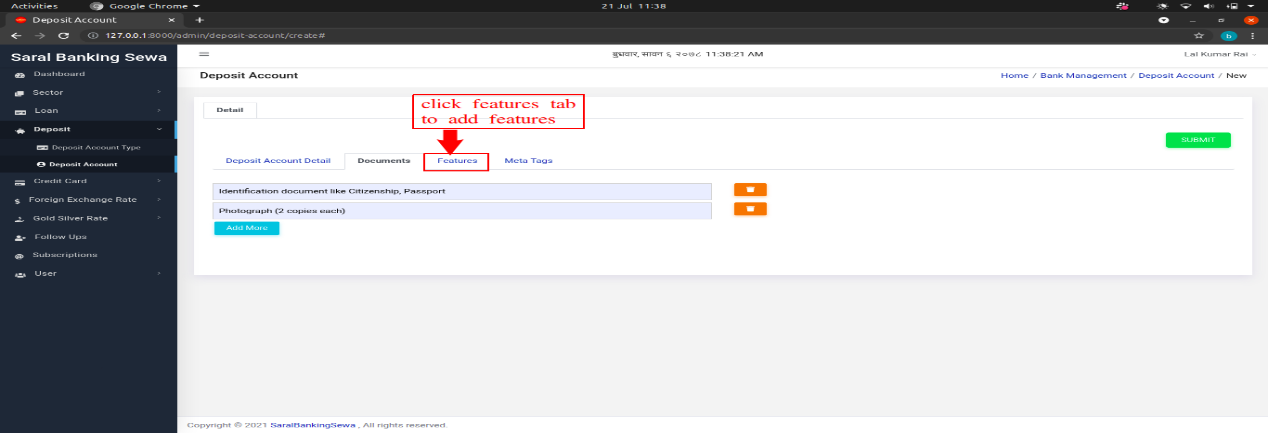 Activities Google Chrome 21 Jul 11:38
Deposit Account
127.0.0.1:8000/admin/deposit-account/create# b
Saral Banking Sewa बुधवार, सावन ६, २०७८ 11:38:21 AM Lal Kumar Rai
Dashboard
Deposit Account Home / Bank Management / Deposit Account / New
Sector
Loan
Deposit
Deposit Account Type
Deposit Account
Credit Card
Foreign Exchange Rate
Gold Silver Rate
Follow Ups
Subscriptions
User
Detail
click features tab
to add features
SUBMIT
Deposit Account Detail Documents Features Meta Tags
Identification document like Citizenship, Passport
Photograph (2 copies each)
Add More
Copyright © 2021 SaralBankingSewa , All rights reserved.